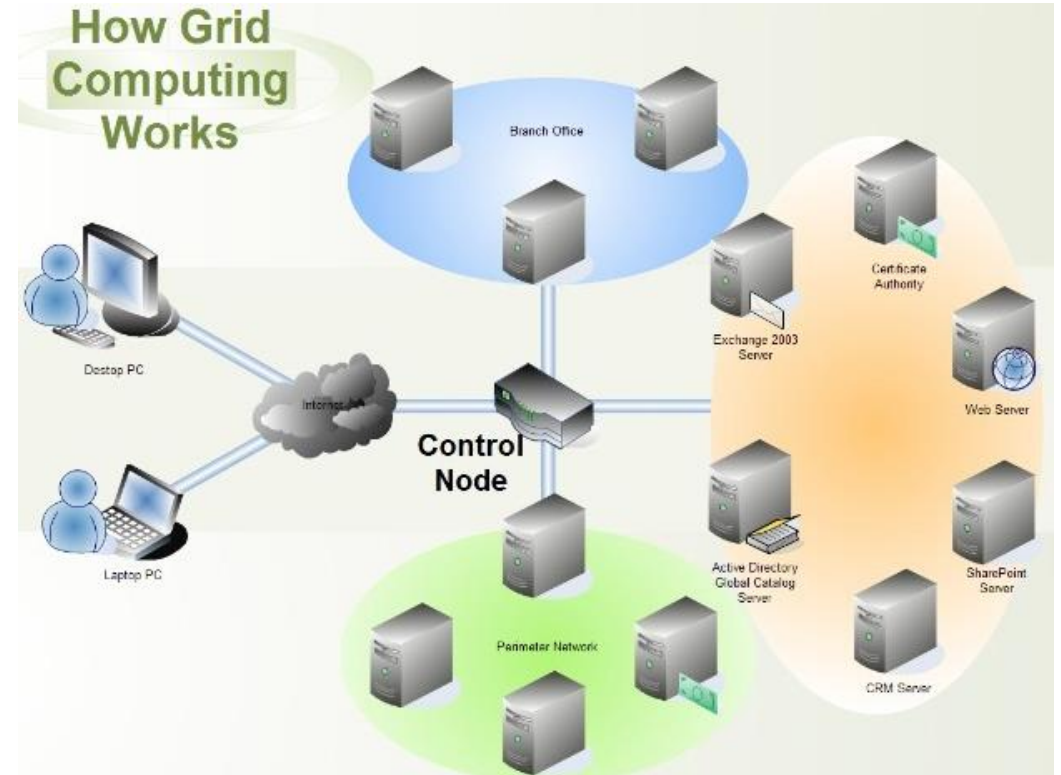 How Grid
Computing
Works
Branch Office
Certificate
Authority
Exchange 2003
Server
Destop PC
Internet
Web Server
Control
Node
Laptop PC
Active Directory
Global Catalog
Server
SharePoint
Server
Perimeter Network
CRM Server